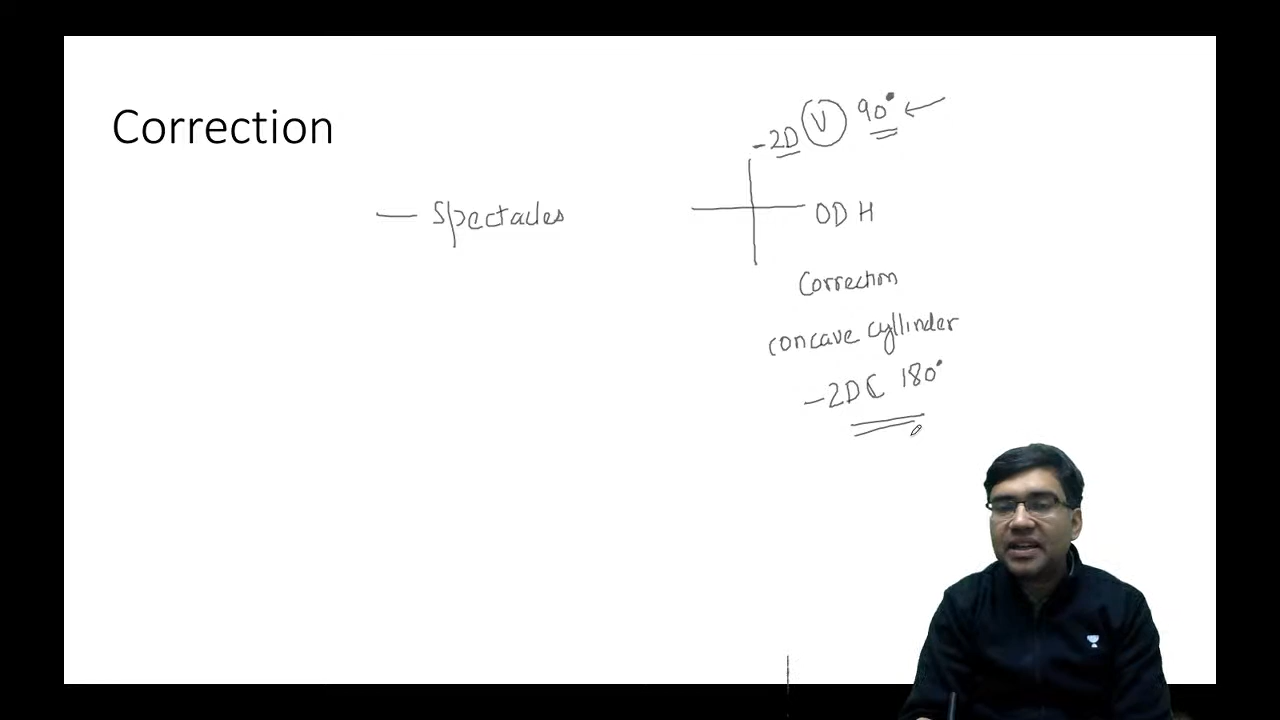 Correction
-2D V 90°
— Spectacles
OD H
Correction
concave cyllinder
-2DC 180°